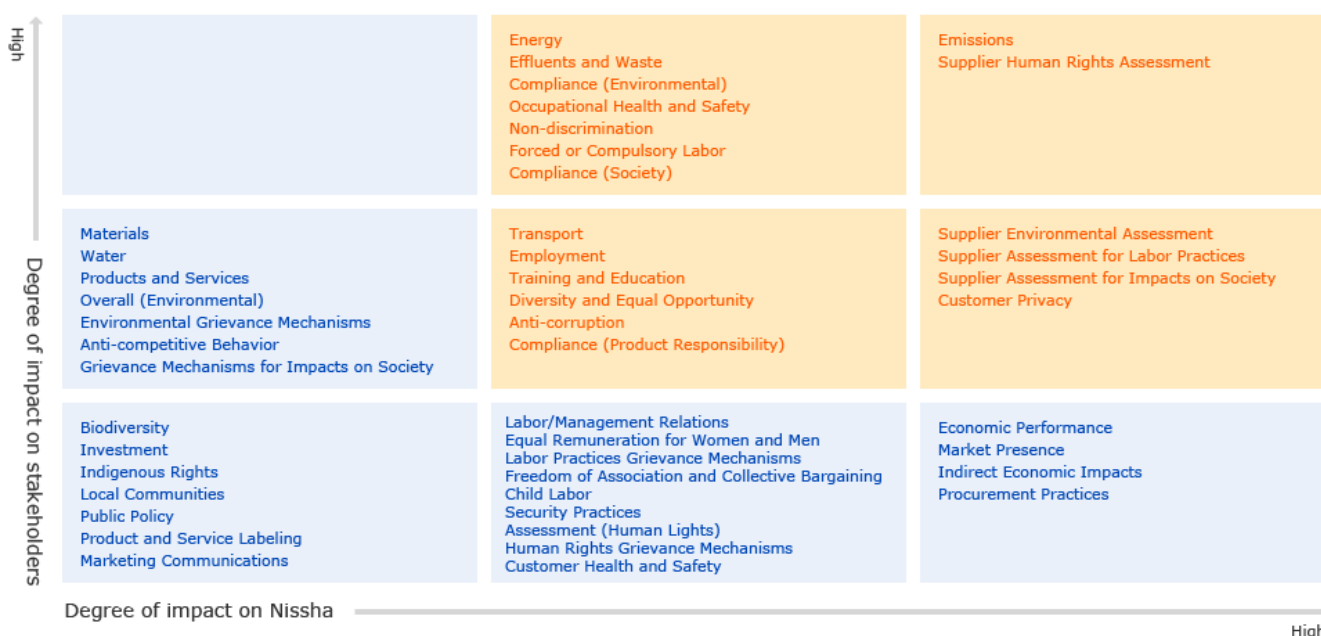 High
Degree of impact on stakeholders
Energy
Effluents and Waste
Compliance (Environmental)
Occupational Health and Safety
Non-discrimination
Forced or Compulsory Labor
Compliance (Society)
Emissions
Supplier Human Rights Assessment
Materials
Water
Products and Services
Overall (Environmental)
Environmental Grievance Mechanisms
Anti-competitive Behavior
Grievance Mechanisms for Impacts on Society
Transport
Employment
Training and Education
Diversity and Equal Opportunity
Anti-corruption
Compliance (Product Responsibility)
Supplier Environmental Assessment
Supplier Assessment for Labor Practices
Supplier Assessment for Impacts on Society
Customer Privacy
Biodiversity
Investment
Indigenous Rights
Local Communities
Public Policy
Product and Service Labeling
Marketing Communications
Labor/Management Relations
Equal Remuneration for Women and Men
Labor Practices Grievance Mechanisms
Freedom of Association and Collective Bargaining
Child Labor
Security Practices
Assessment (Human Lights)
Human Rights Grievance Mechanisms
Customer Health and Safety
Economic Performance
Market Presence
Indirect Economic Impacts
Procurement Practices
Degree of impact on Nissha
High